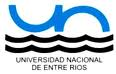 UNIVERSIDAD NACIONAL
DE ENTRE RIOS